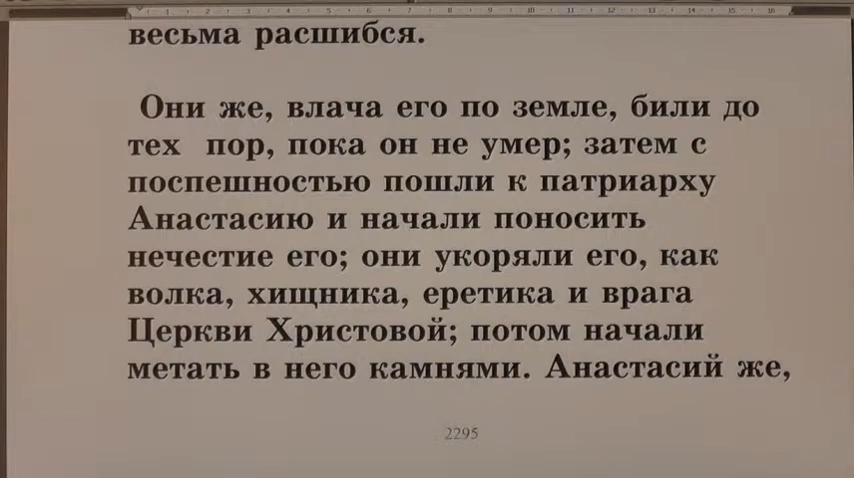 весьма расшибся.
Они же, влача его по земле, били до
тех пор, пока он не умер; затем с
поспешностью пошли к патриарху
Анастасию и начали поносить
нечестие его; они укоряли его, как
волка, хищника, еретика и врага
Церкви Христовой; потом начали
метать в него камнями. Анастасий же,
2295